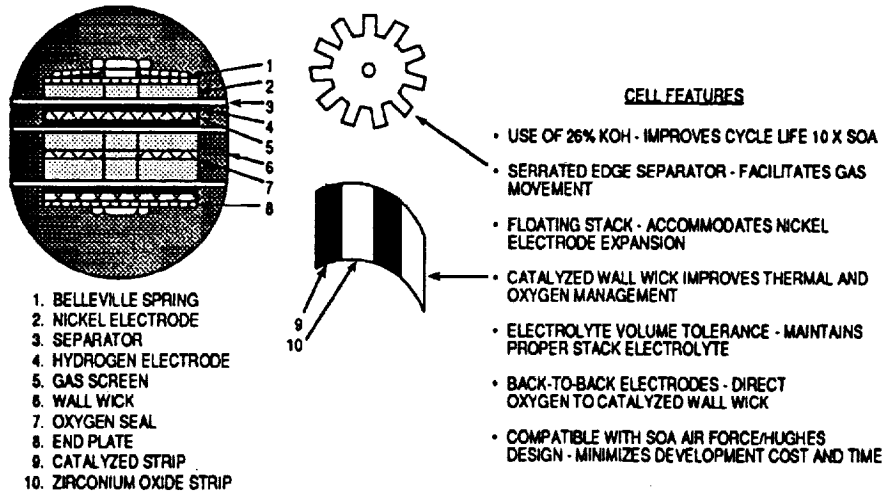 1
2
3
4
5
6
7
8
1. BELLEVILLE SPRING
2. NICKEL ELECTRODE
3. SEPARATOR
4. HYDROGEN ELECTRODE
5. GAS SCREEN
6. WALL WICK
7. OXYGEN SEAL
8. END PLATE
9. CATALYZED STRIP
10. ZIRCONIUM OXIDE STRIP
9
10
CELL FEATURES
• USE OF 26% KOH - IMPROVES CYCLE LIFE 10 X SOA
• SERRATED EDGE SEPARATOR - FACILITATES GAS
MOVEMENT
• FLOATING STACK - ACCOMMODATES NICKEL
ELECTRODE EXPANSION
• CATALYZED WALL WICK IMPROVES THERMAL AND
OXYGEN MANAGEMENT
• ELECTROLYTE VOLUME TOLERANCE - MAINTAINS
PROPER STACK ELECTROLYTE
• BACK-TO-BACK ELECTRODES - DIRECT
OXYGEN TO CATALYZED WALL WICK
• COMPATIBLE WITH SOA AIR FORCE/HUGHES
DESIGN - MINIMIZES DEVELOPMENT COST AND TIME